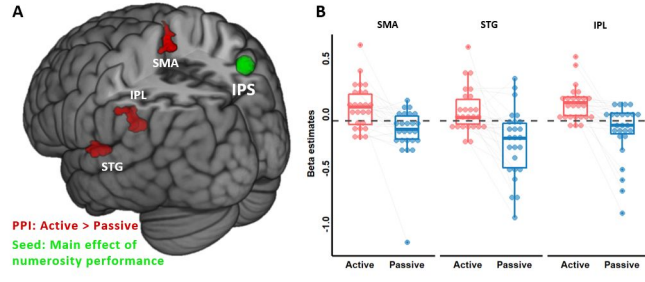 A
SMA
IPS
IPL
STG
PPI: Active > Passive
Seed: Main effect of
numerosity performance
B
SMA STG IPL
Beta estimates
0.5
0.0
-0.5
-1.0
Active Passive Active Passive Active Passive